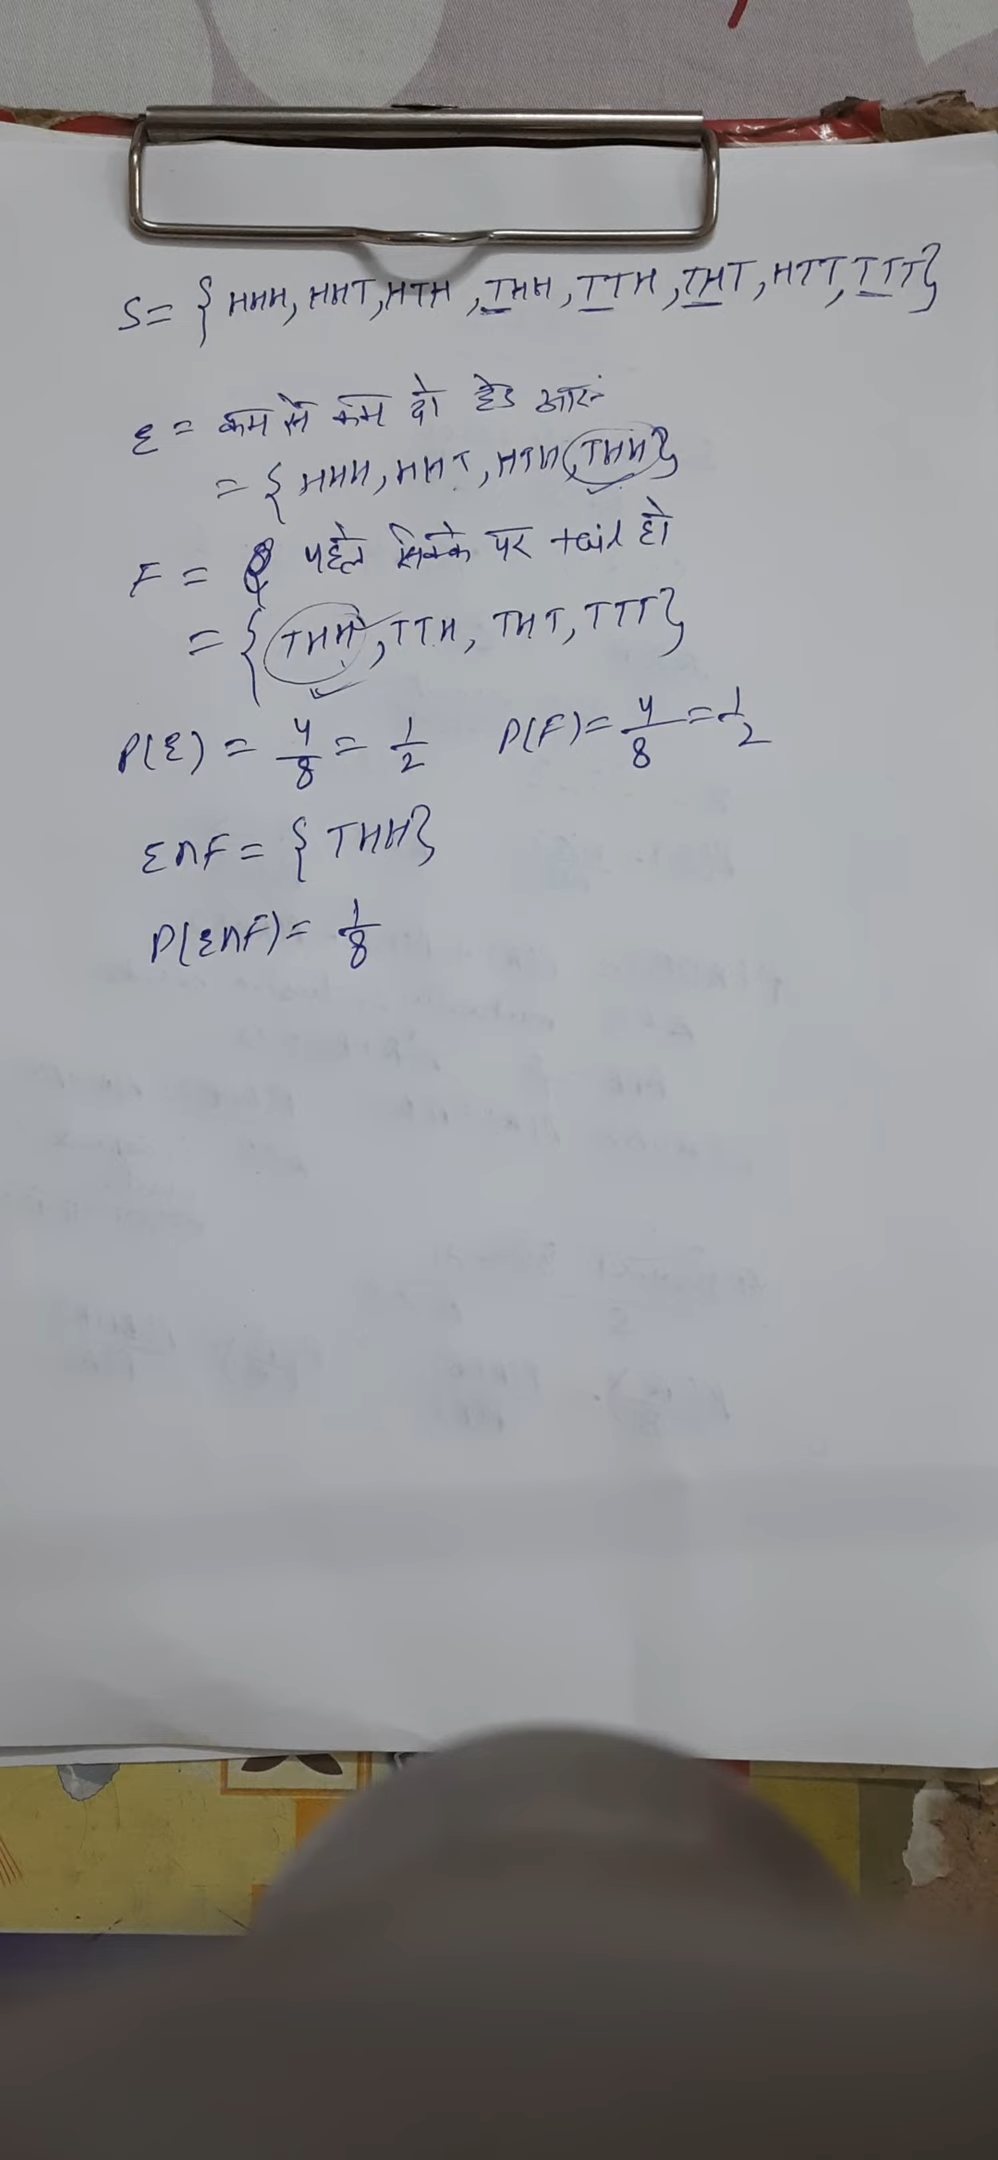 S = { HHH, HHT, HTH, THH, TTH, THT, HTT, TTT}
E = कम से कम दो हेड आएं
= { HHH, HHT, HTH, THH}
F = पहले सिक्के पर tail हो
= { THH, TTH, THT, TTT}
P(E) = 4/8 = 1/2 P(F) = 4/8 = 1/2
E∩F = { THH}
P(E∩F) = 1/8